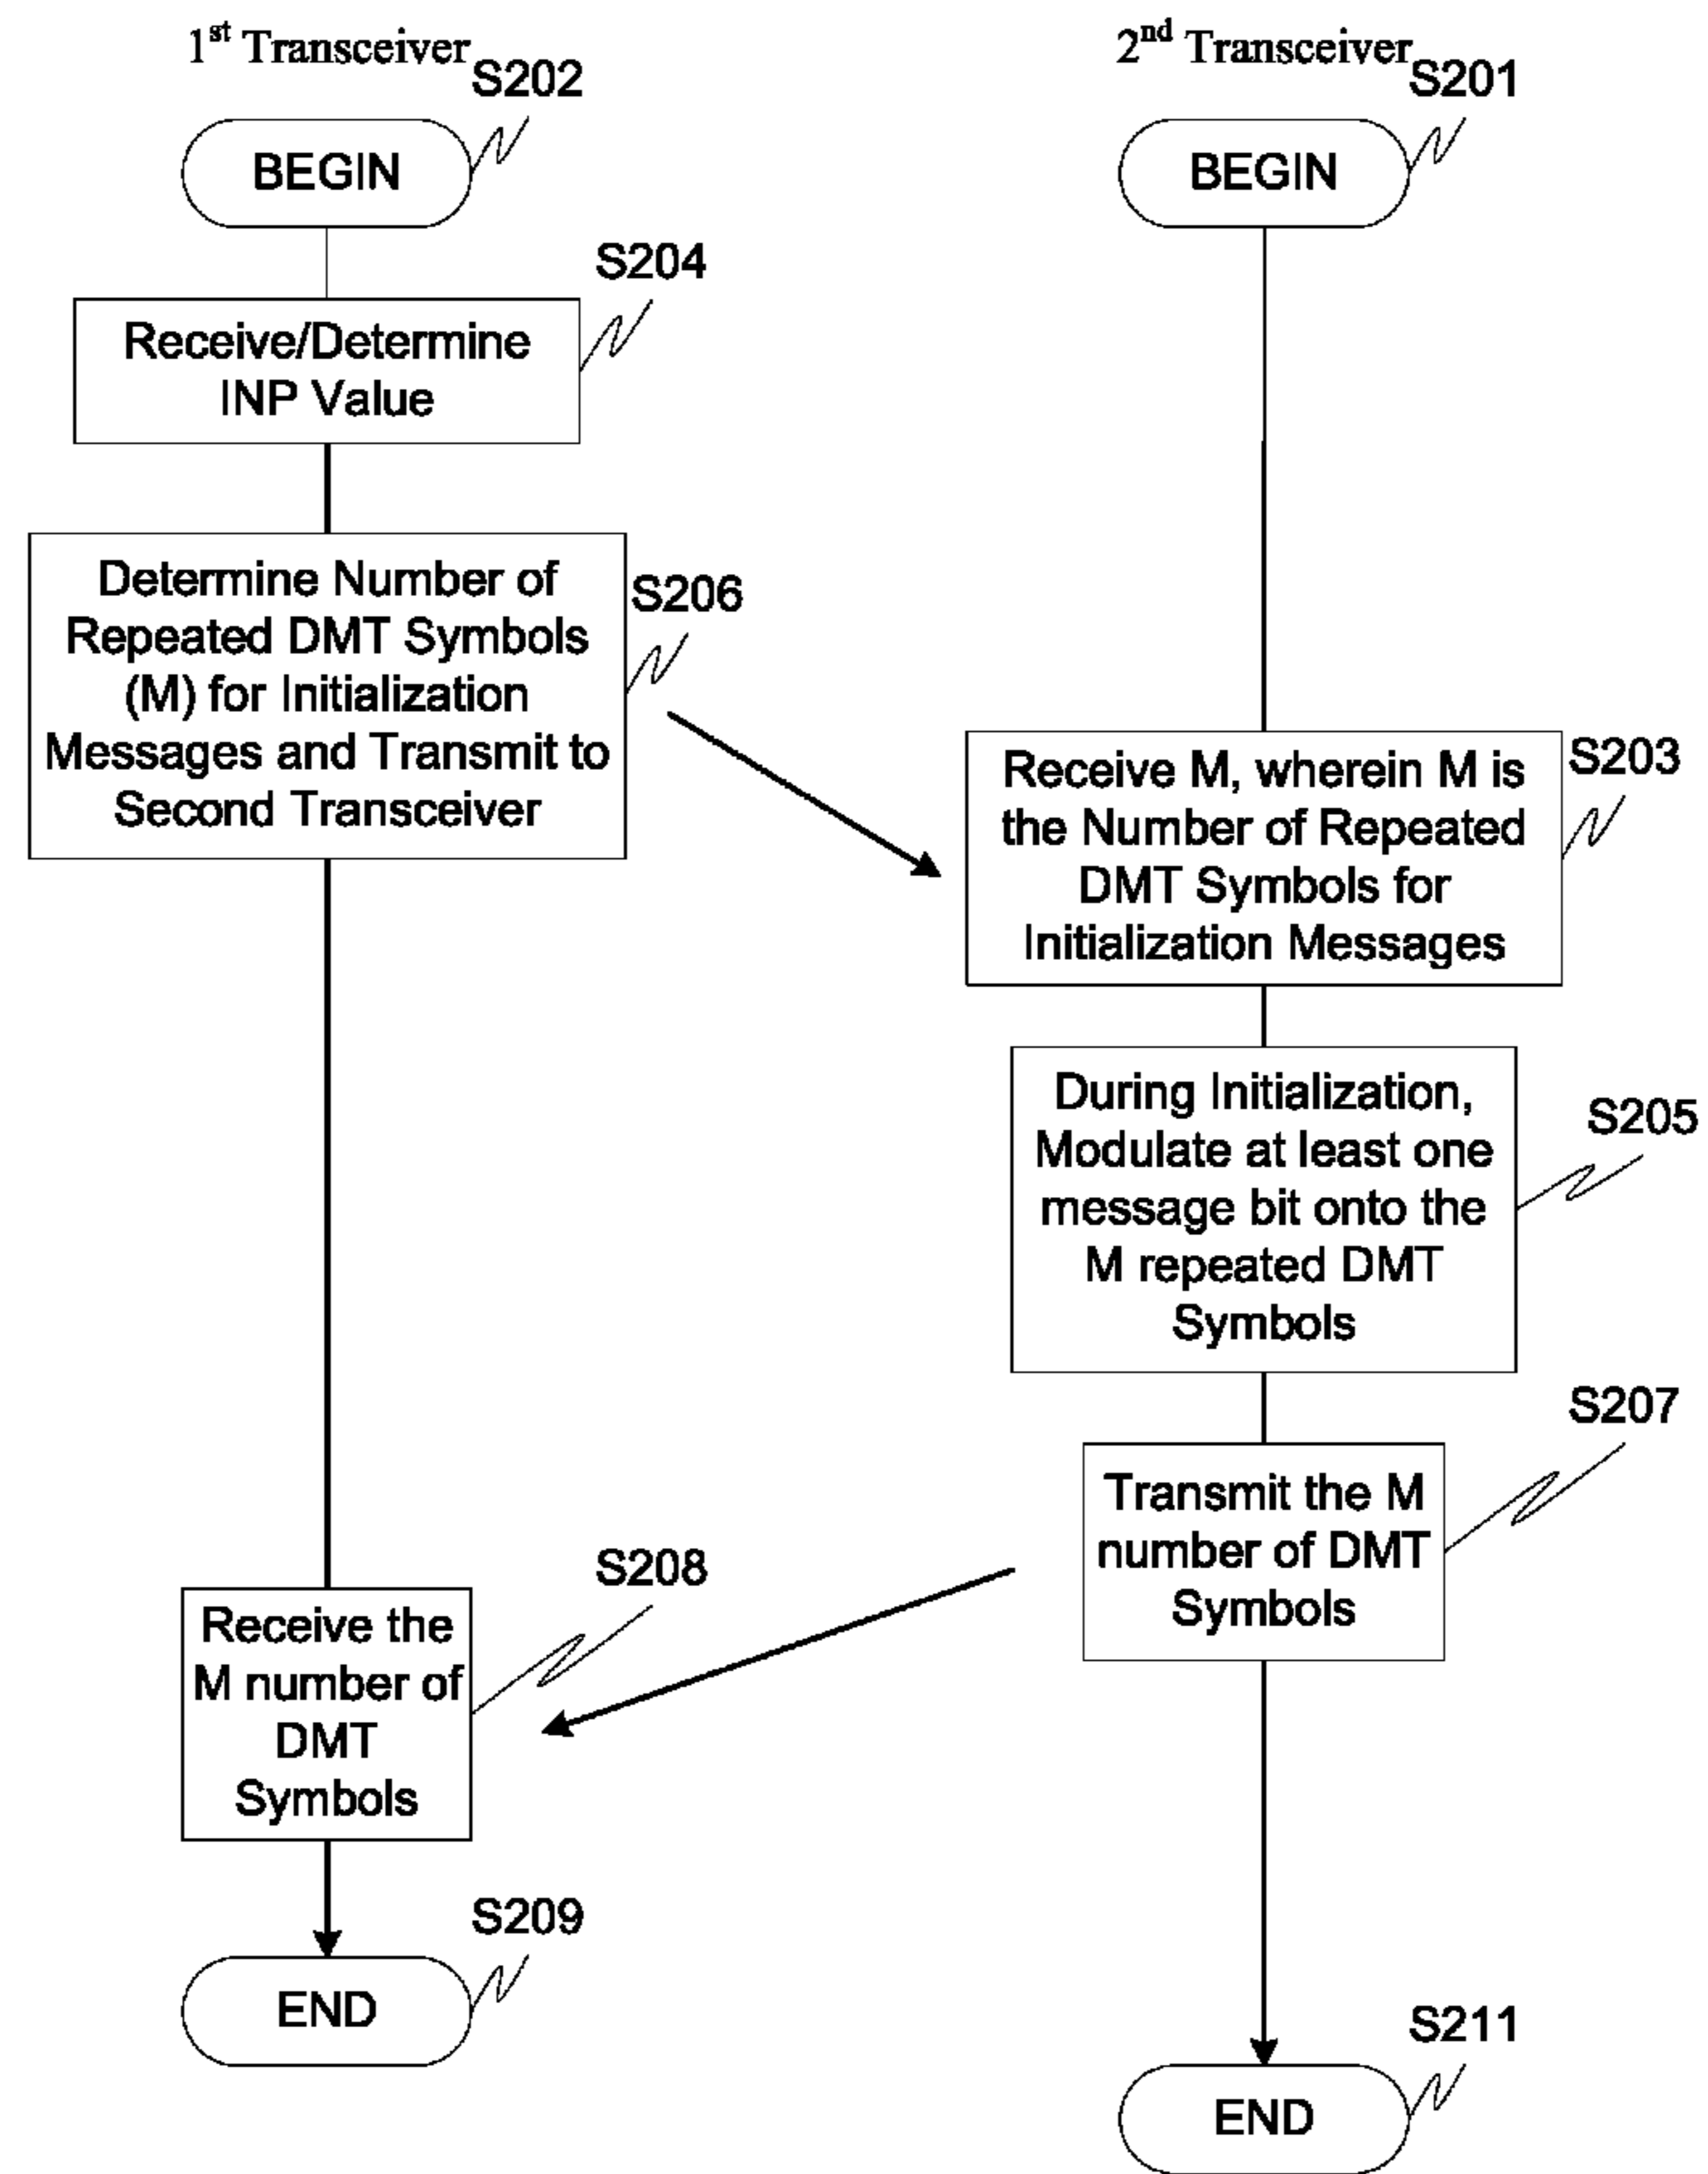 1st Transceiver
S202
BEGIN
S204
Receive/Determine
INP Value
Determine Number of
Repeated DMT Symbols
(M) for Initialization
Messages and Transmit to
Second Transceiver
S206
Receive the
M number of
DMT
Symbols
S208
S209
END
2nd Transceiver
S201
BEGIN
Receive M, wherein M is
the Number of Repeated
DMT Symbols for
Initialization Messages
S203
During Initialization,
Modulate at least one
message bit onto the
M repeated DMT
Symbols
S205
S207
Transmit the M
number of DMT
Symbols
S211
END